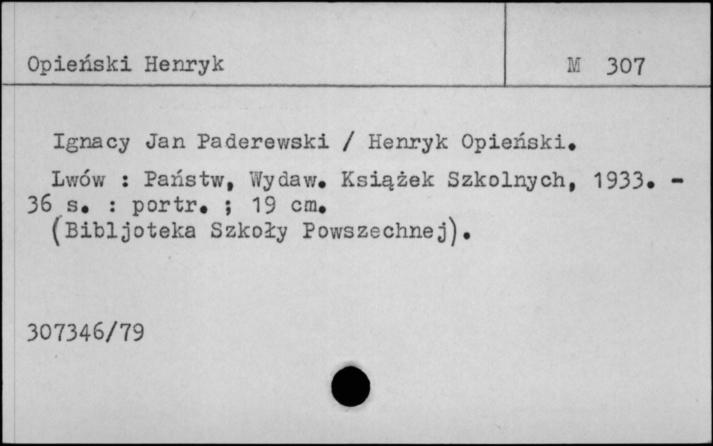 Opieński Henryk
M 307
Ignacy Jan Paderewski / Henryk Opieński.
Lwów : Państw, Wydaw. Książek Szkolnych, 1933. -
36 s. : portr. ; 19 cm.
(Bibljoteka Szkoły Powszechnej).
307346/79